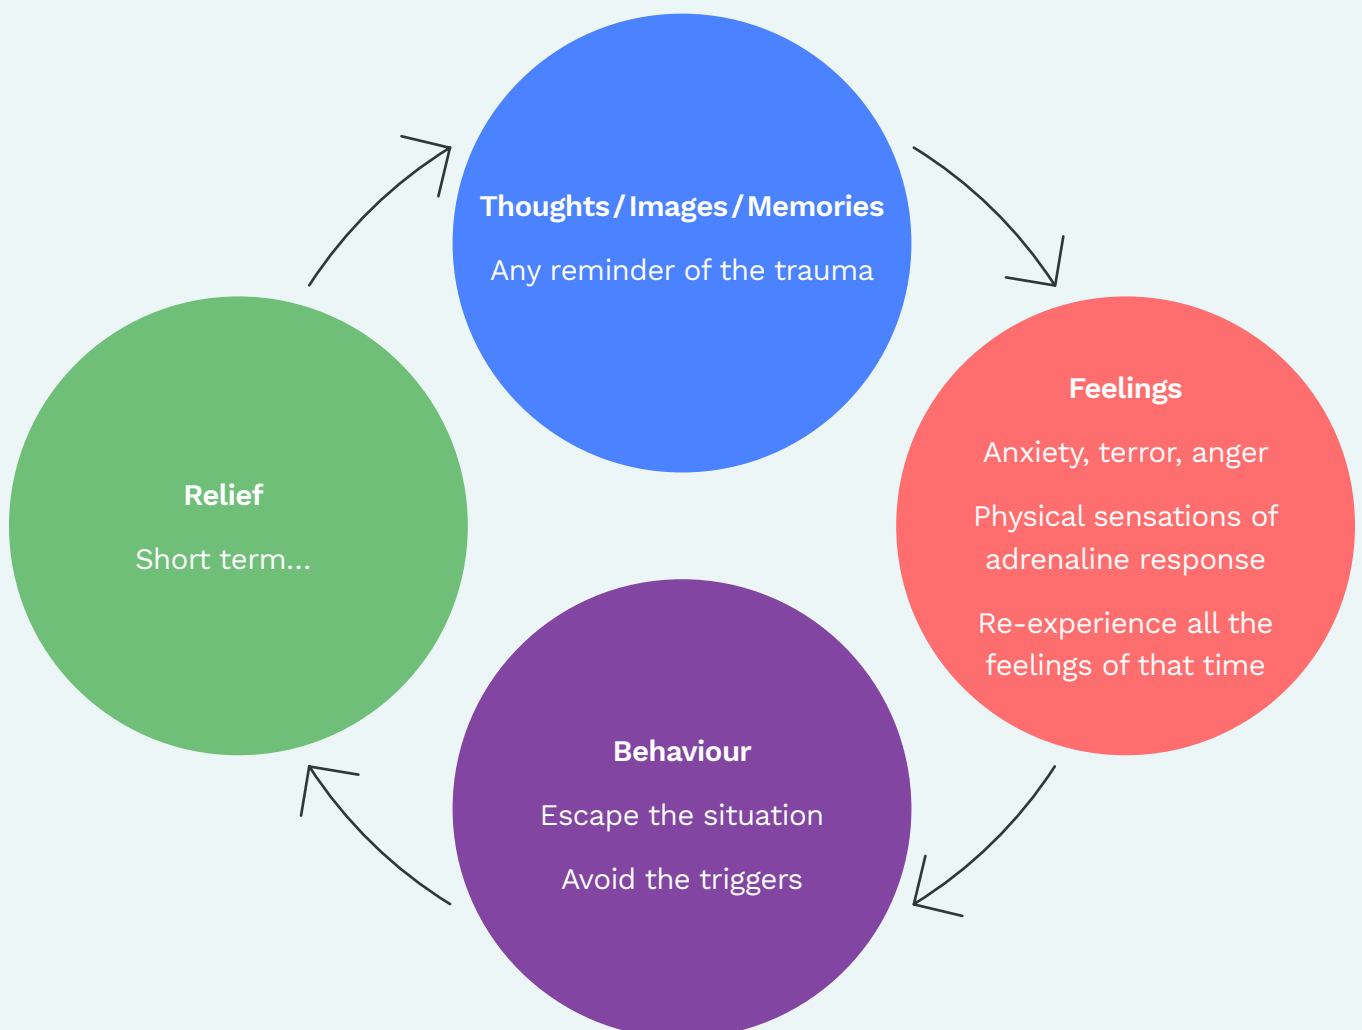 Thoughts/Images/Memories
Any reminder of the trauma
Feelings
Anxiety, terror, anger
Physical sensations of
adrenaline response
Re-experience all the
feelings of that time
Behaviour
Escape the situation
Avoid the triggers
Relief
Short term...